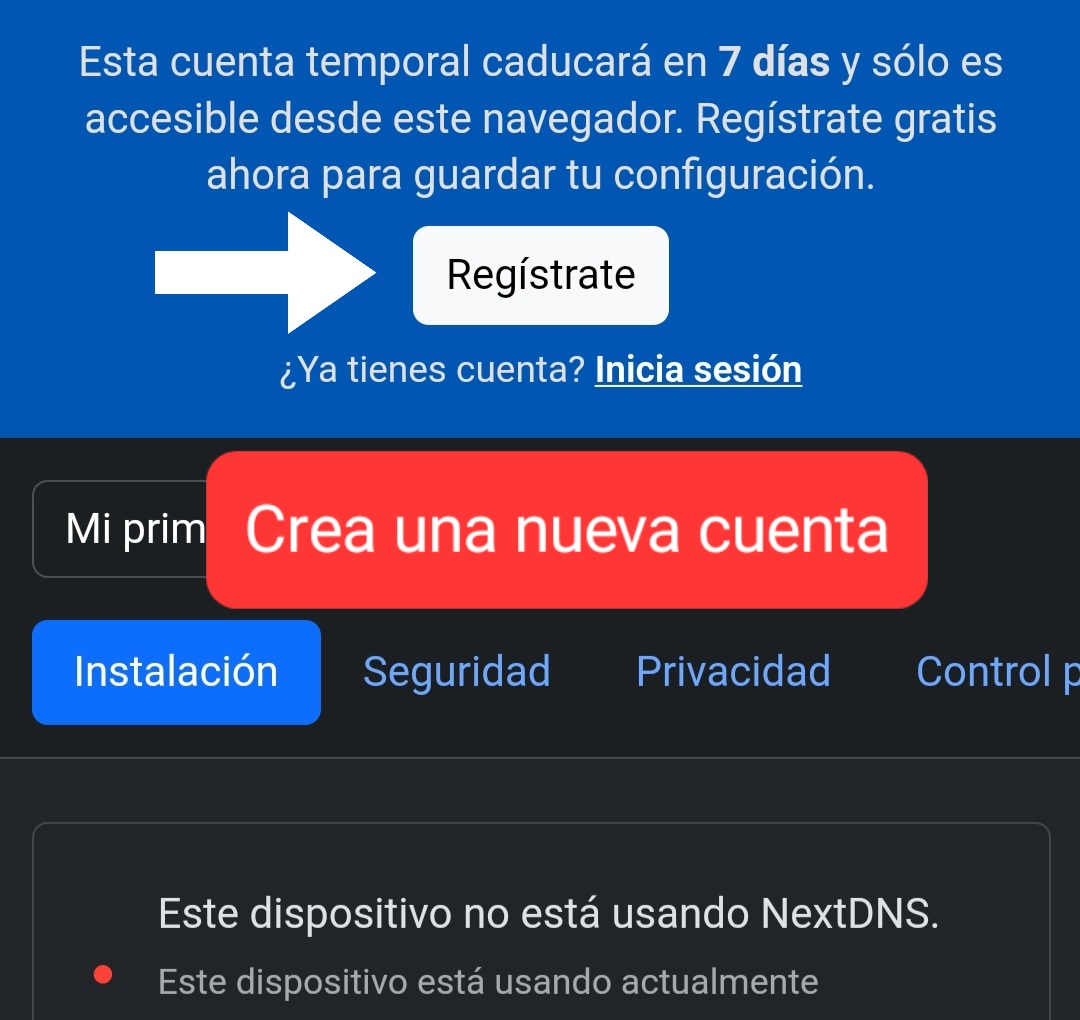 Esta cuenta temporal caducará en 7 días y sólo es
accesible desde este navegador. Regístrate gratis
ahora para guardar tu configuración.
Regístrate
¿Ya tienes cuenta? Inicia sesión
Mi prim
Crea una nueva cuenta
Instalación Seguridad Privacidad Control p
Este dispositivo no está usando NextDNS.
Este dispositivo está usando actualmente